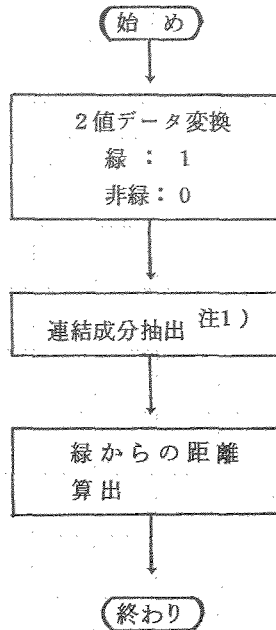 始 め
2値データ変換
緑 : 1
非緑: 0
連結成分抽出 注1)
緑からの距離
算出
終わり